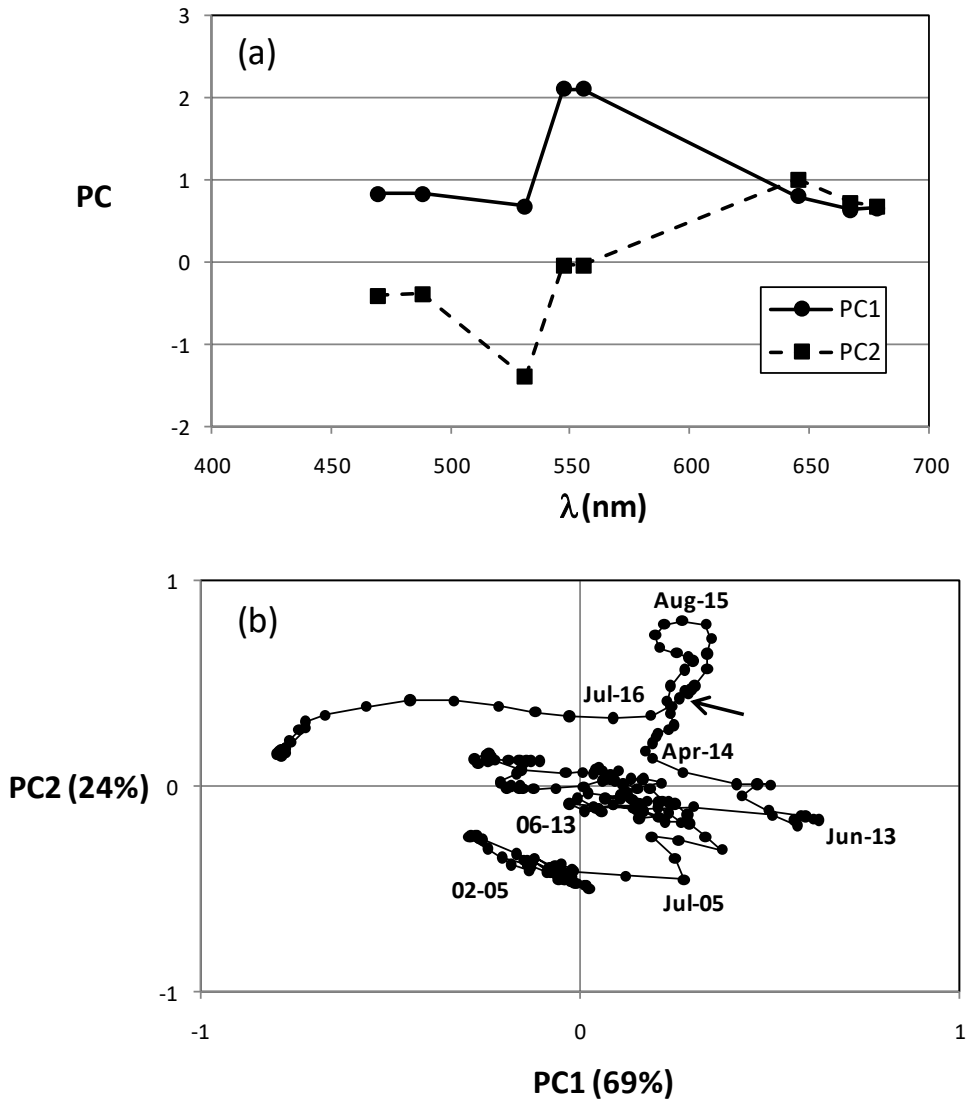 (a)
3
2
1
0
-1
-2
PC
PC1
PC2
400 450 500 550 600 650 700
λ (nm)
(b)
1
0
-1
PC2 (24%)
Aug-15
Jul-16
Apr-14
06-13
Jun-13
02-05
Jul-05
-1 0 1
PC1 (69%)